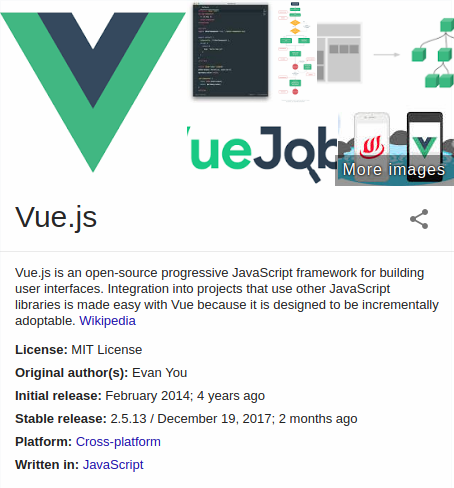 VueJob
More images
Vue.js
Vue.js is an open-source progressive JavaScript framework for building
user interfaces. Integration into projects that use other JavaScript
libraries is made easy with Vue because it is designed to be incrementally
adoptable. Wikipedia
License: MIT License
Original author(s): Evan You
Initial release: February 2014; 4 years ago
Stable release: 2.5.13 / December 19, 2017; 2 months ago
Platform: Cross-platform
Written in: JavaScript